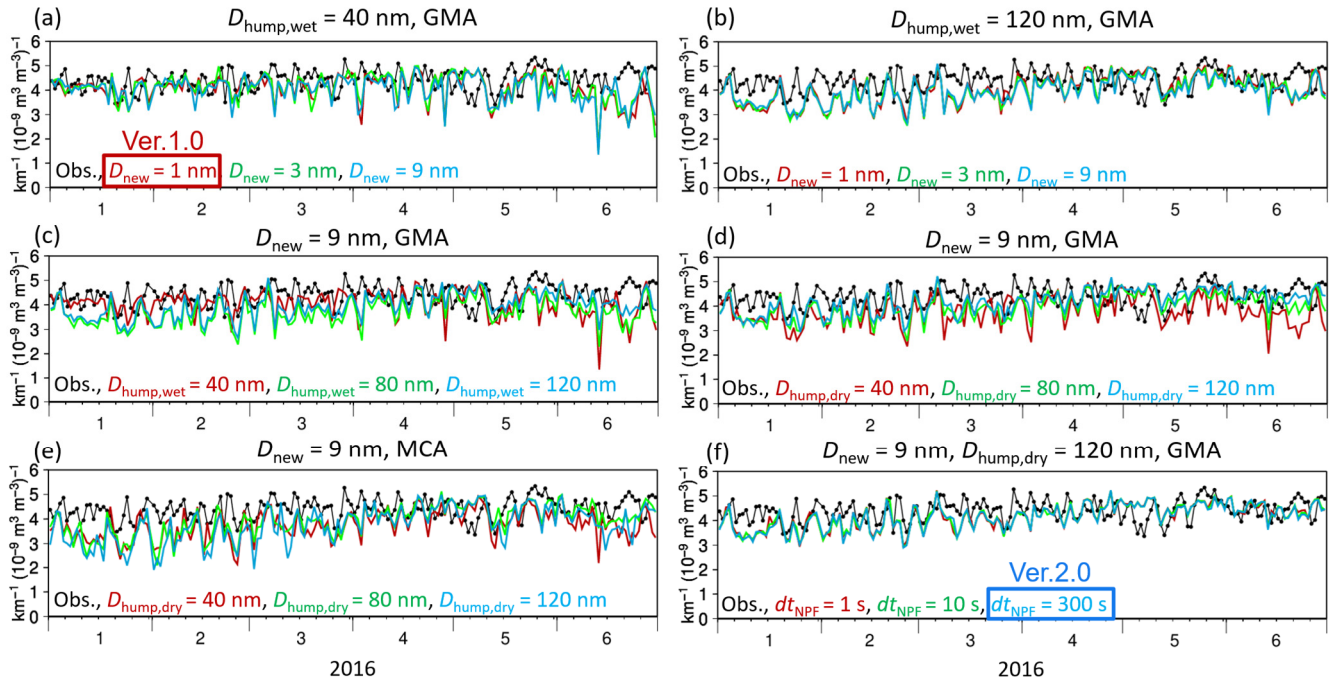 (a) D_hump,wet = 40 nm, GMA
km⁻¹ (10⁻⁹ m³ m⁻³)⁻¹
6
5
4
3
2
1
0
Ver.1.0
Obs., D_new = 1 nm, D_new = 3 nm, D_new = 9 nm
1 2 3 4 5 6
(b) D_hump,wet = 120 nm, GMA
km⁻¹ (10⁻⁹ m³ m⁻³)⁻¹
6
5
4
3
2
1
0
Obs., D_new = 1 nm, D_new = 3 nm, D_new = 9 nm
1 2 3 4 5 6
(c) D_new = 9 nm, GMA
km⁻¹ (10⁻⁹ m³ m⁻³)⁻¹
6
5
4
3
2
1
0
Obs., D_hump,wet = 40 nm, D_hump,wet = 80 nm, D_hump,wet = 120 nm
1 2 3 4 5 6
(d) D_new = 9 nm, GMA
km⁻¹ (10⁻⁹ m³ m⁻³)⁻¹
6
5
4
3
2
1
0
Obs., D_hump,dry = 40 nm, D_hump,dry = 80 nm, D_hump,dry = 120 nm
1 2 3 4 5 6
(e) D_new = 9 nm, MCA
km⁻¹ (10⁻⁹ m³ m⁻³)⁻¹
6
5
4
3
2
1
0
Obs., D_hump,dry = 40 nm, D_hump,dry = 80 nm, D_hump,dry = 120 nm
1 2 3 4 5 6
2016
(f) D_new = 9 nm, D_hump,dry = 120 nm, GMA
km⁻¹ (10⁻⁹ m³ m⁻³)⁻¹
6
5
4
3
2
1
0
Ver.2.0
Obs., dt_NPF = 1 s, dt_NPF = 10 s, dt_NPF = 300 s
1 2 3 4 5 6
2016